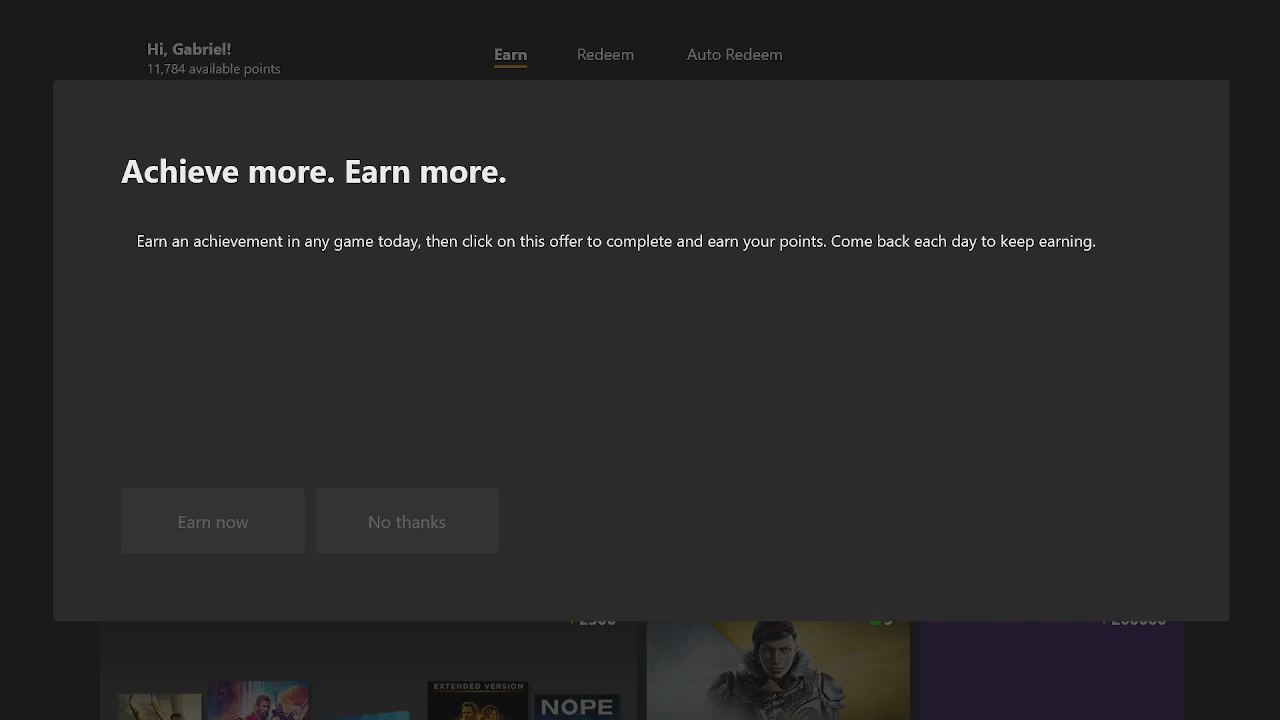 Hi, Gabriel!
11,784 available points
Earn
Redeem
Auto Redeem
Achieve more. Earn more.
Earn an achievement in any game today, then click on this offer to complete and earn your points. Come back each day to keep earning.
Earn now
No thanks
EXTENDED VERSION
NOPE